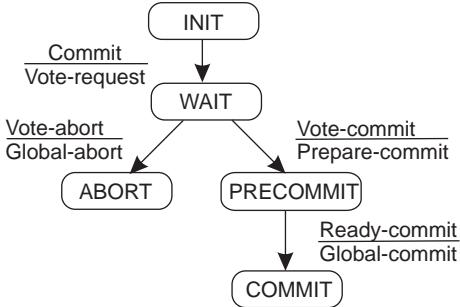 INIT
Commit
Vote-request
WAIT
Vote-abort
Global-abort
Vote-commit
Prepare-commit
ABORT
PRECOMMIT
Ready-commit
Global-commit
COMMIT